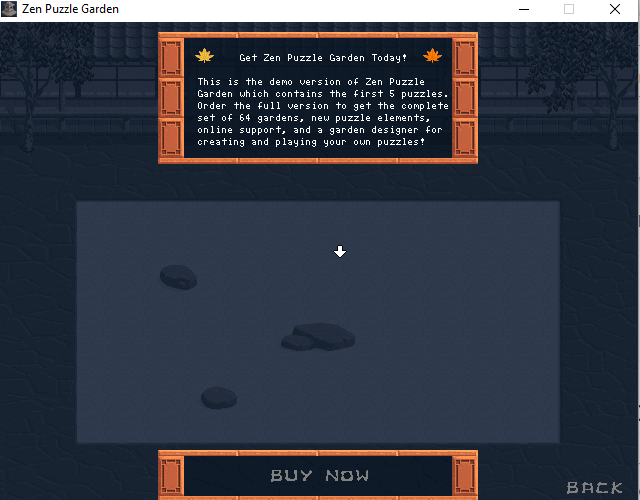 Zen Puzzle Garden
Get Zen Puzzle Garden Today!
This is the demo version of Zen Puzzle
Garden which contains the first 5 puzzles.
Order the full version to get the complete
set of 64 gardens, new puzzle elements,
online support, and a garden designer for
creating and playing your own puzzles!
BUY NOW
BACK